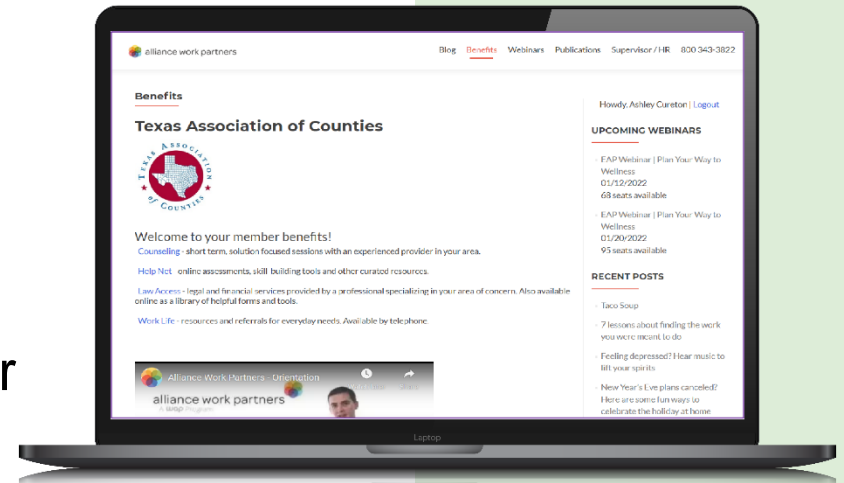 alliance work partners
Blog Benefits Webinars Publications Supervisor / HR 800 343-3822
Benefits
Texas Association of Counties
TEXAS ASSOCIATION
of COUNTIES
Welcome to your member benefits!
Counseling - short term, solution focused sessions with an experienced provider in your area.
Help Net online assessments, skill building tools and other curated resources.
Law Access - legal and financial services provided by a professional specializing in your area of concern. Also available
online as a library of helpful forms and tools.
Work Life - resources and referrals for everyday needs. Available by telephone
Alliance Work Partners - Orientation
alliance work partners
Howdy, Ashley Cureton | Logout
UPCOMING WEBINARS
EAP Webinar | Plan Your Way to
Wellness
01/12/2022
68 seats available
EAP Webinar | Plan Your Way to
Wellness
01/20/2022
95 seats available
RECENT POSTS
Taco Soup
7 lessons about finding the work
you were meant to do
Feeling depressed? Hear music to
lift your spirits
New Year's Eve plans canceled?
Here are some fun ways to
celebrate the holiday at home
r
Laptop